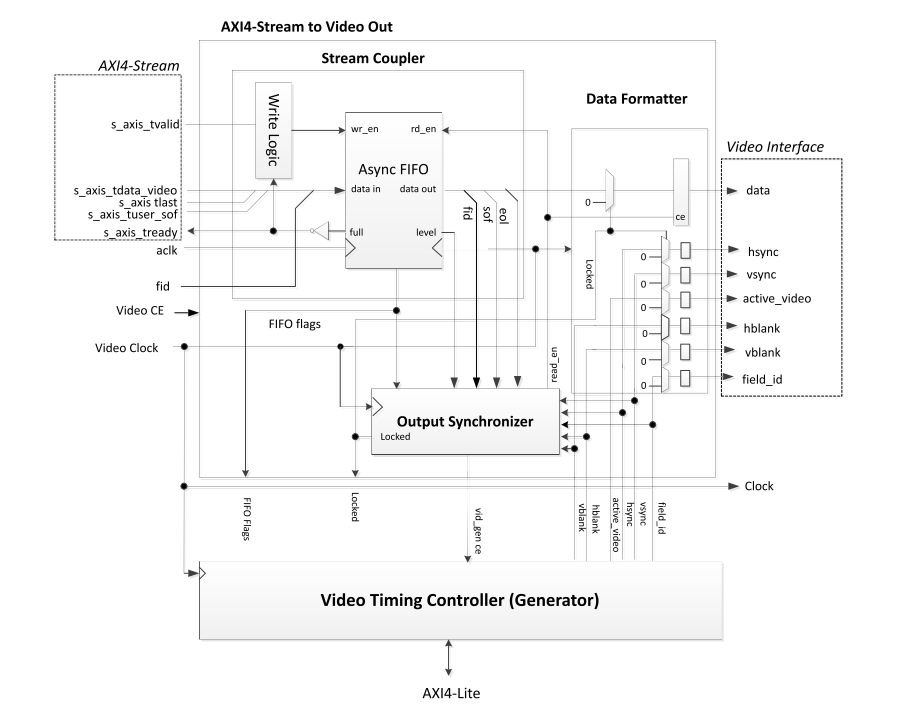 AXI4-Stream to Video Out
Stream Coupler
AXI4-Stream
Data Formatter
Write Logic
s_axis_tvalid
wr_en
rd_en
Video Interface
Async FIFO
s_axis_tdata_video
data in
data out
data
s_axis tlast
0
s_axis_tuser_sof
fid
sof
eol
ce
s_axis_tready
full
level
aclk
0
hsync
Locked
0
vsync
fid
0
active_video
Video CE
0
FIFO flags
hblank
Video Clock
read_en
0
vblank
0
field_id
Output Synchronizer
Locked
Clock
FIFO Flags
Locked
vid_gen ce
vblank
hblank
active_video
hsync
vsync
field_id
Video Timing Controller (Generator)
AXI4-Lite